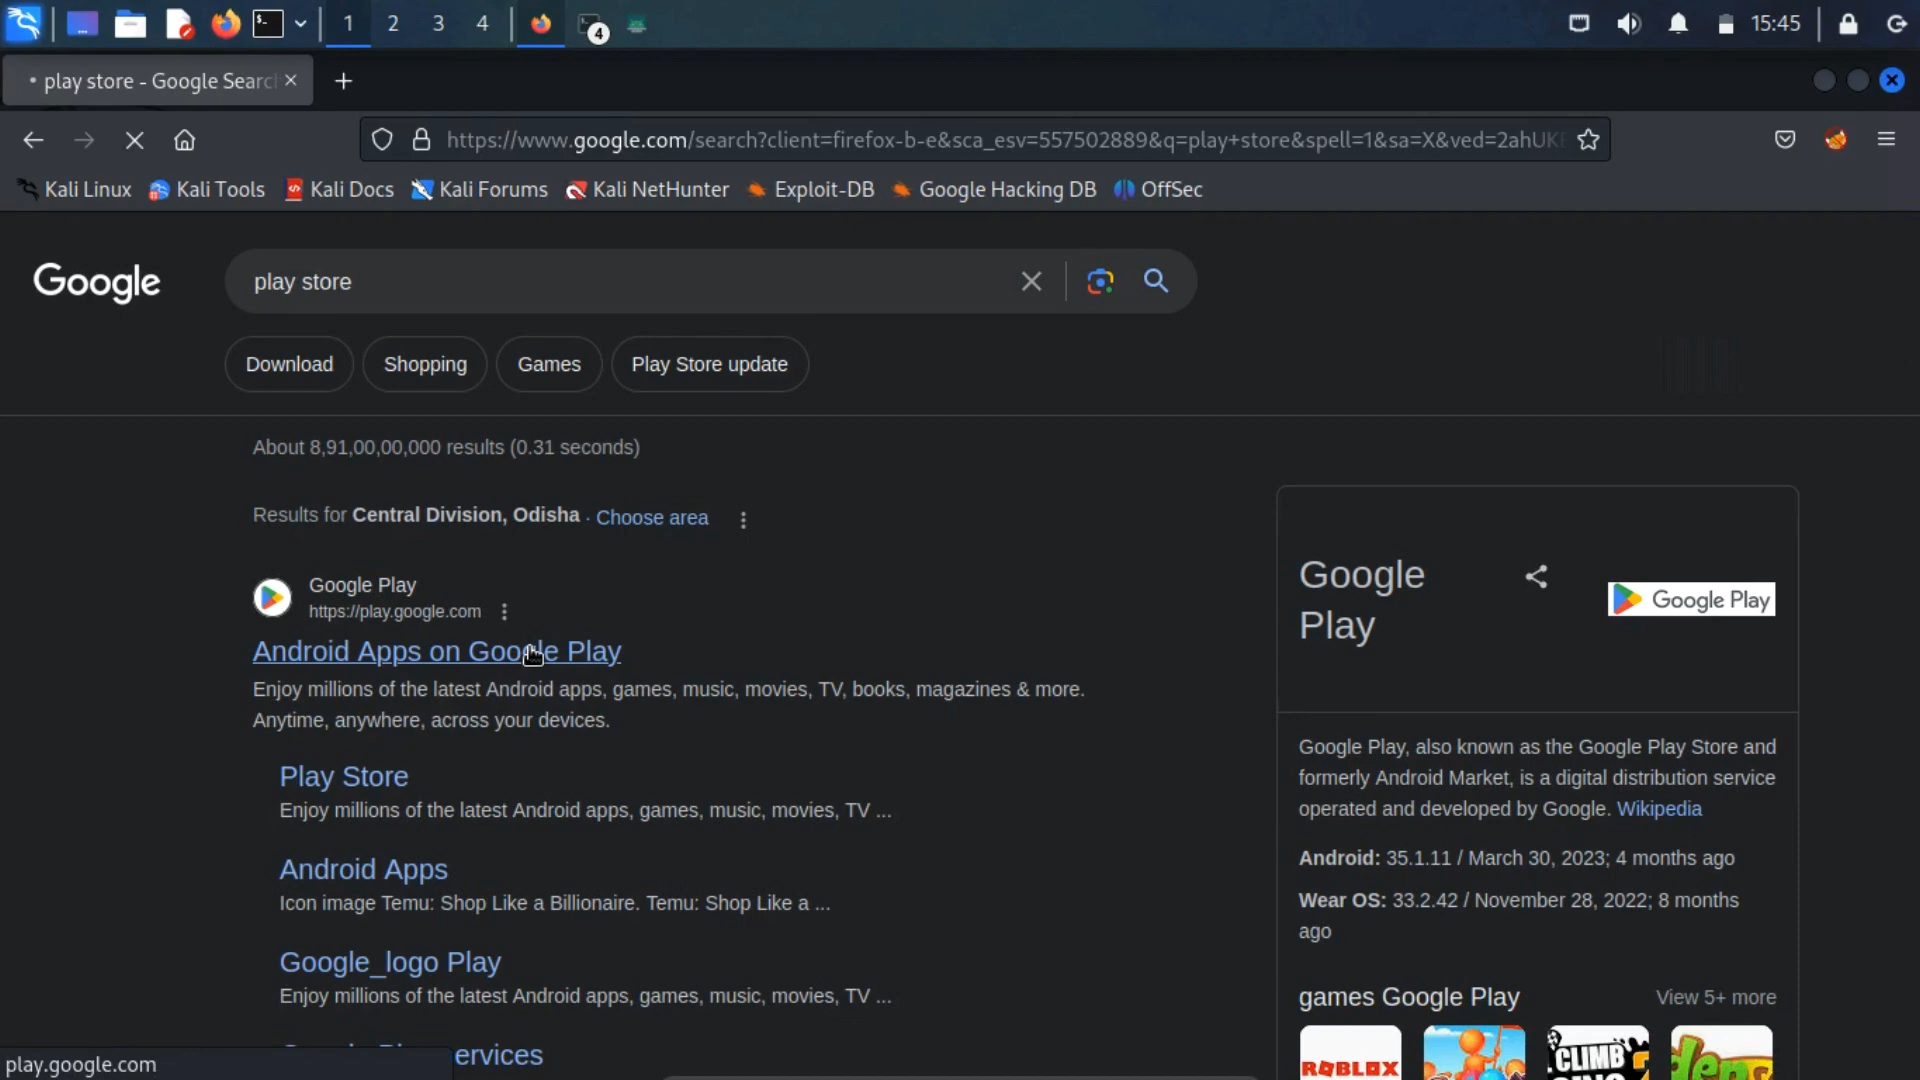 1 2 3 4
4
15:45
play store - Google Searc
https://www.google.com/search?client=firefox-b-e&sca_esv=557502889&q=play+store&spell=1&sa=X&ved=2ahUKE
Kali Linux Kali Tools Kali Docs Kali Forums Kali NetHunter Exploit-DB Google Hacking DB OffSec
Google
play store
Download Shopping Games Play Store update
About 8,91,00,00,000 results (0.31 seconds)
Results for Central Division, Odisha · Choose area
Google Play
https://play.google.com
Android Apps on Google Play
Enjoy millions of the latest Android apps, games, music, movies, TV, books, magazines & more.
Anytime, anywhere, across your devices.
Play Store
Enjoy millions of the latest Android apps, games, music, movies, TV ...
Android Apps
Icon image Temu: Shop Like a Billionaire. Temu: Shop Like a ...
Google_logo Play
Enjoy millions of the latest Android apps, games, music, movies, TV ...
ervices
play.google.com
Google
Play
Google Play
Google Play, also known as the Google Play Store and
formerly Android Market, is a digital distribution service
operated and developed by Google. Wikipedia
Android: 35.1.11 / March 30, 2023; 4 months ago
Wear OS: 33.2.42 / November 28, 2022; 8 months
ago
games Google Play View 5+ more
ROBLOX
CLIMB